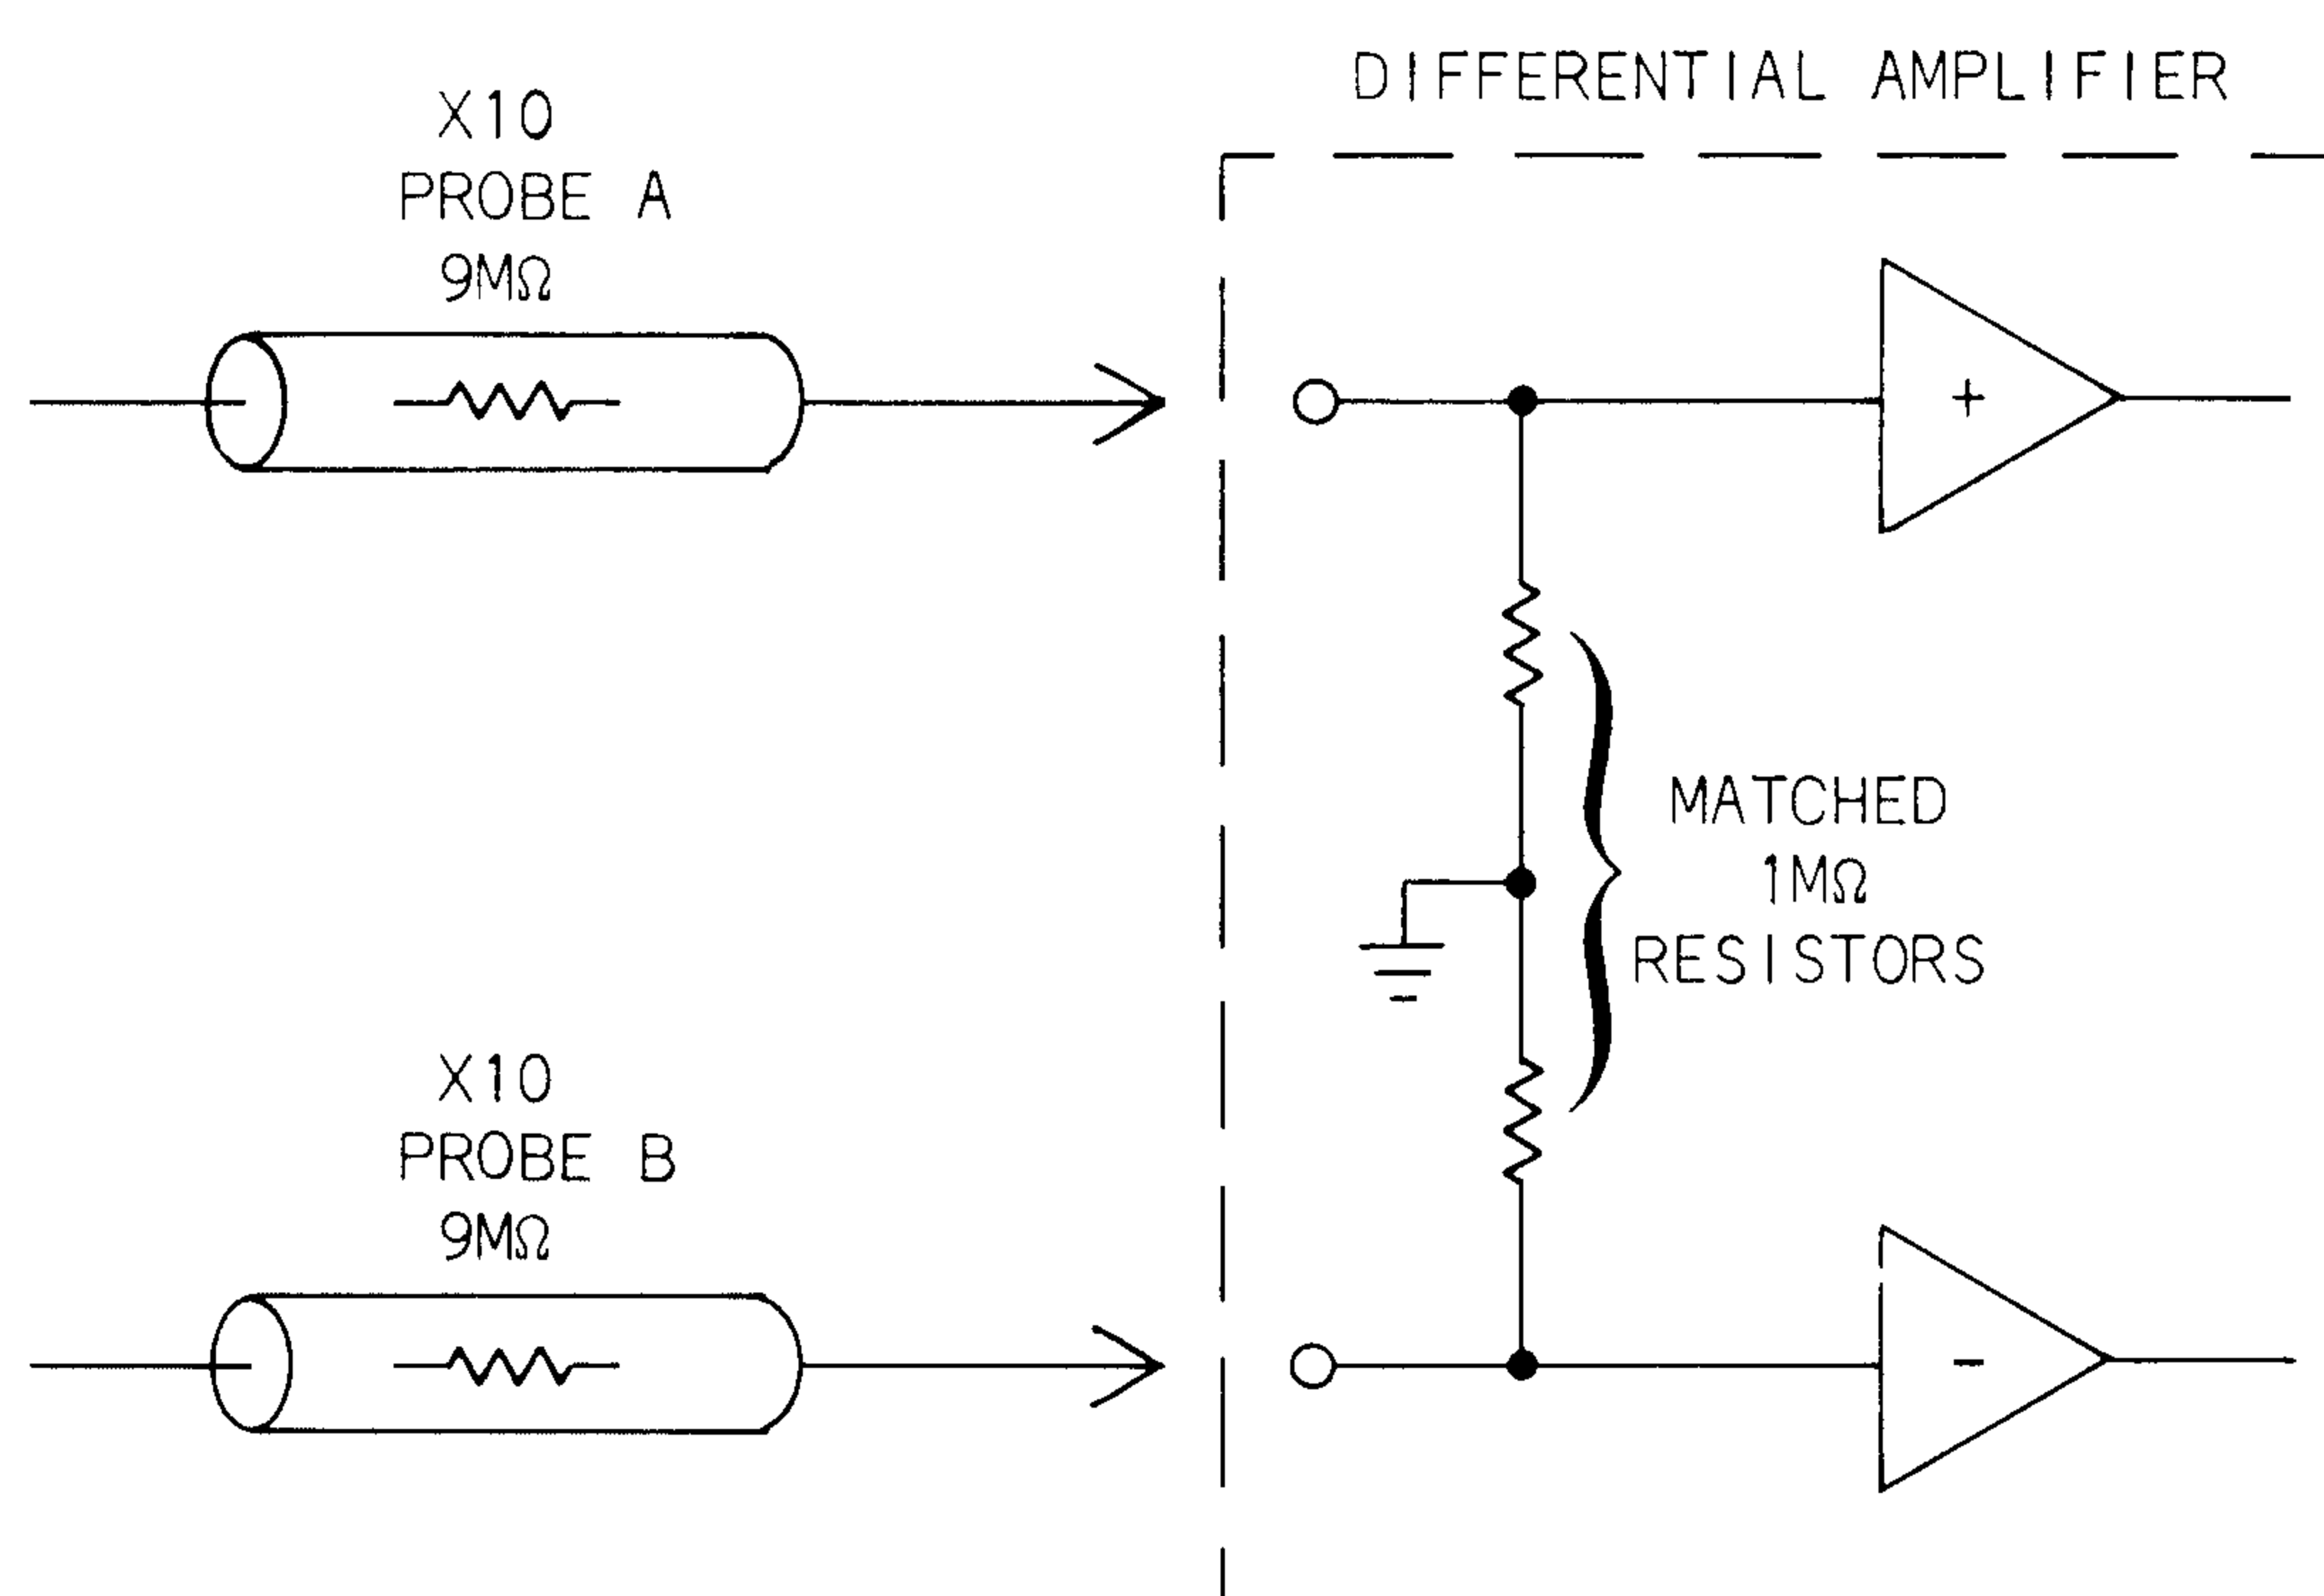 DIFFERENTIAL AMPLIFIER
X10
PROBE A
9MΩ
+
MATCHED
1MΩ
RESISTORS
X10
PROBE B
9MΩ
-